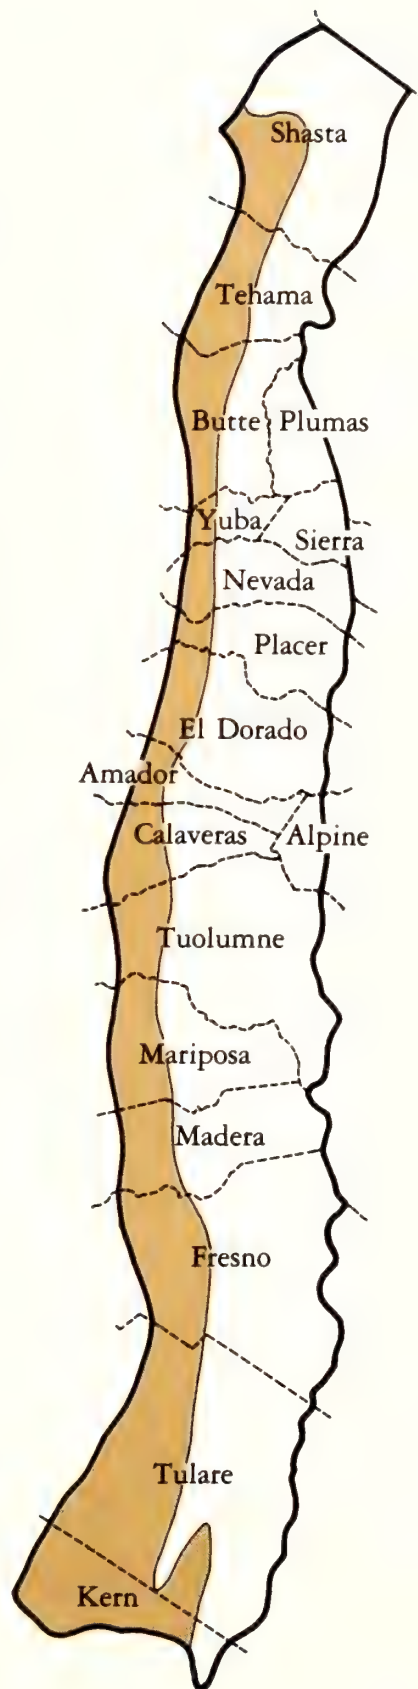 Shasta
Tehama
Butte Plumas
Yuba
Sierra
Nevada
Placer
El Dorado
Amador
Calaveras Alpine
Tuolumne
Mariposa
Madera
Fresno
Tulare
Kern